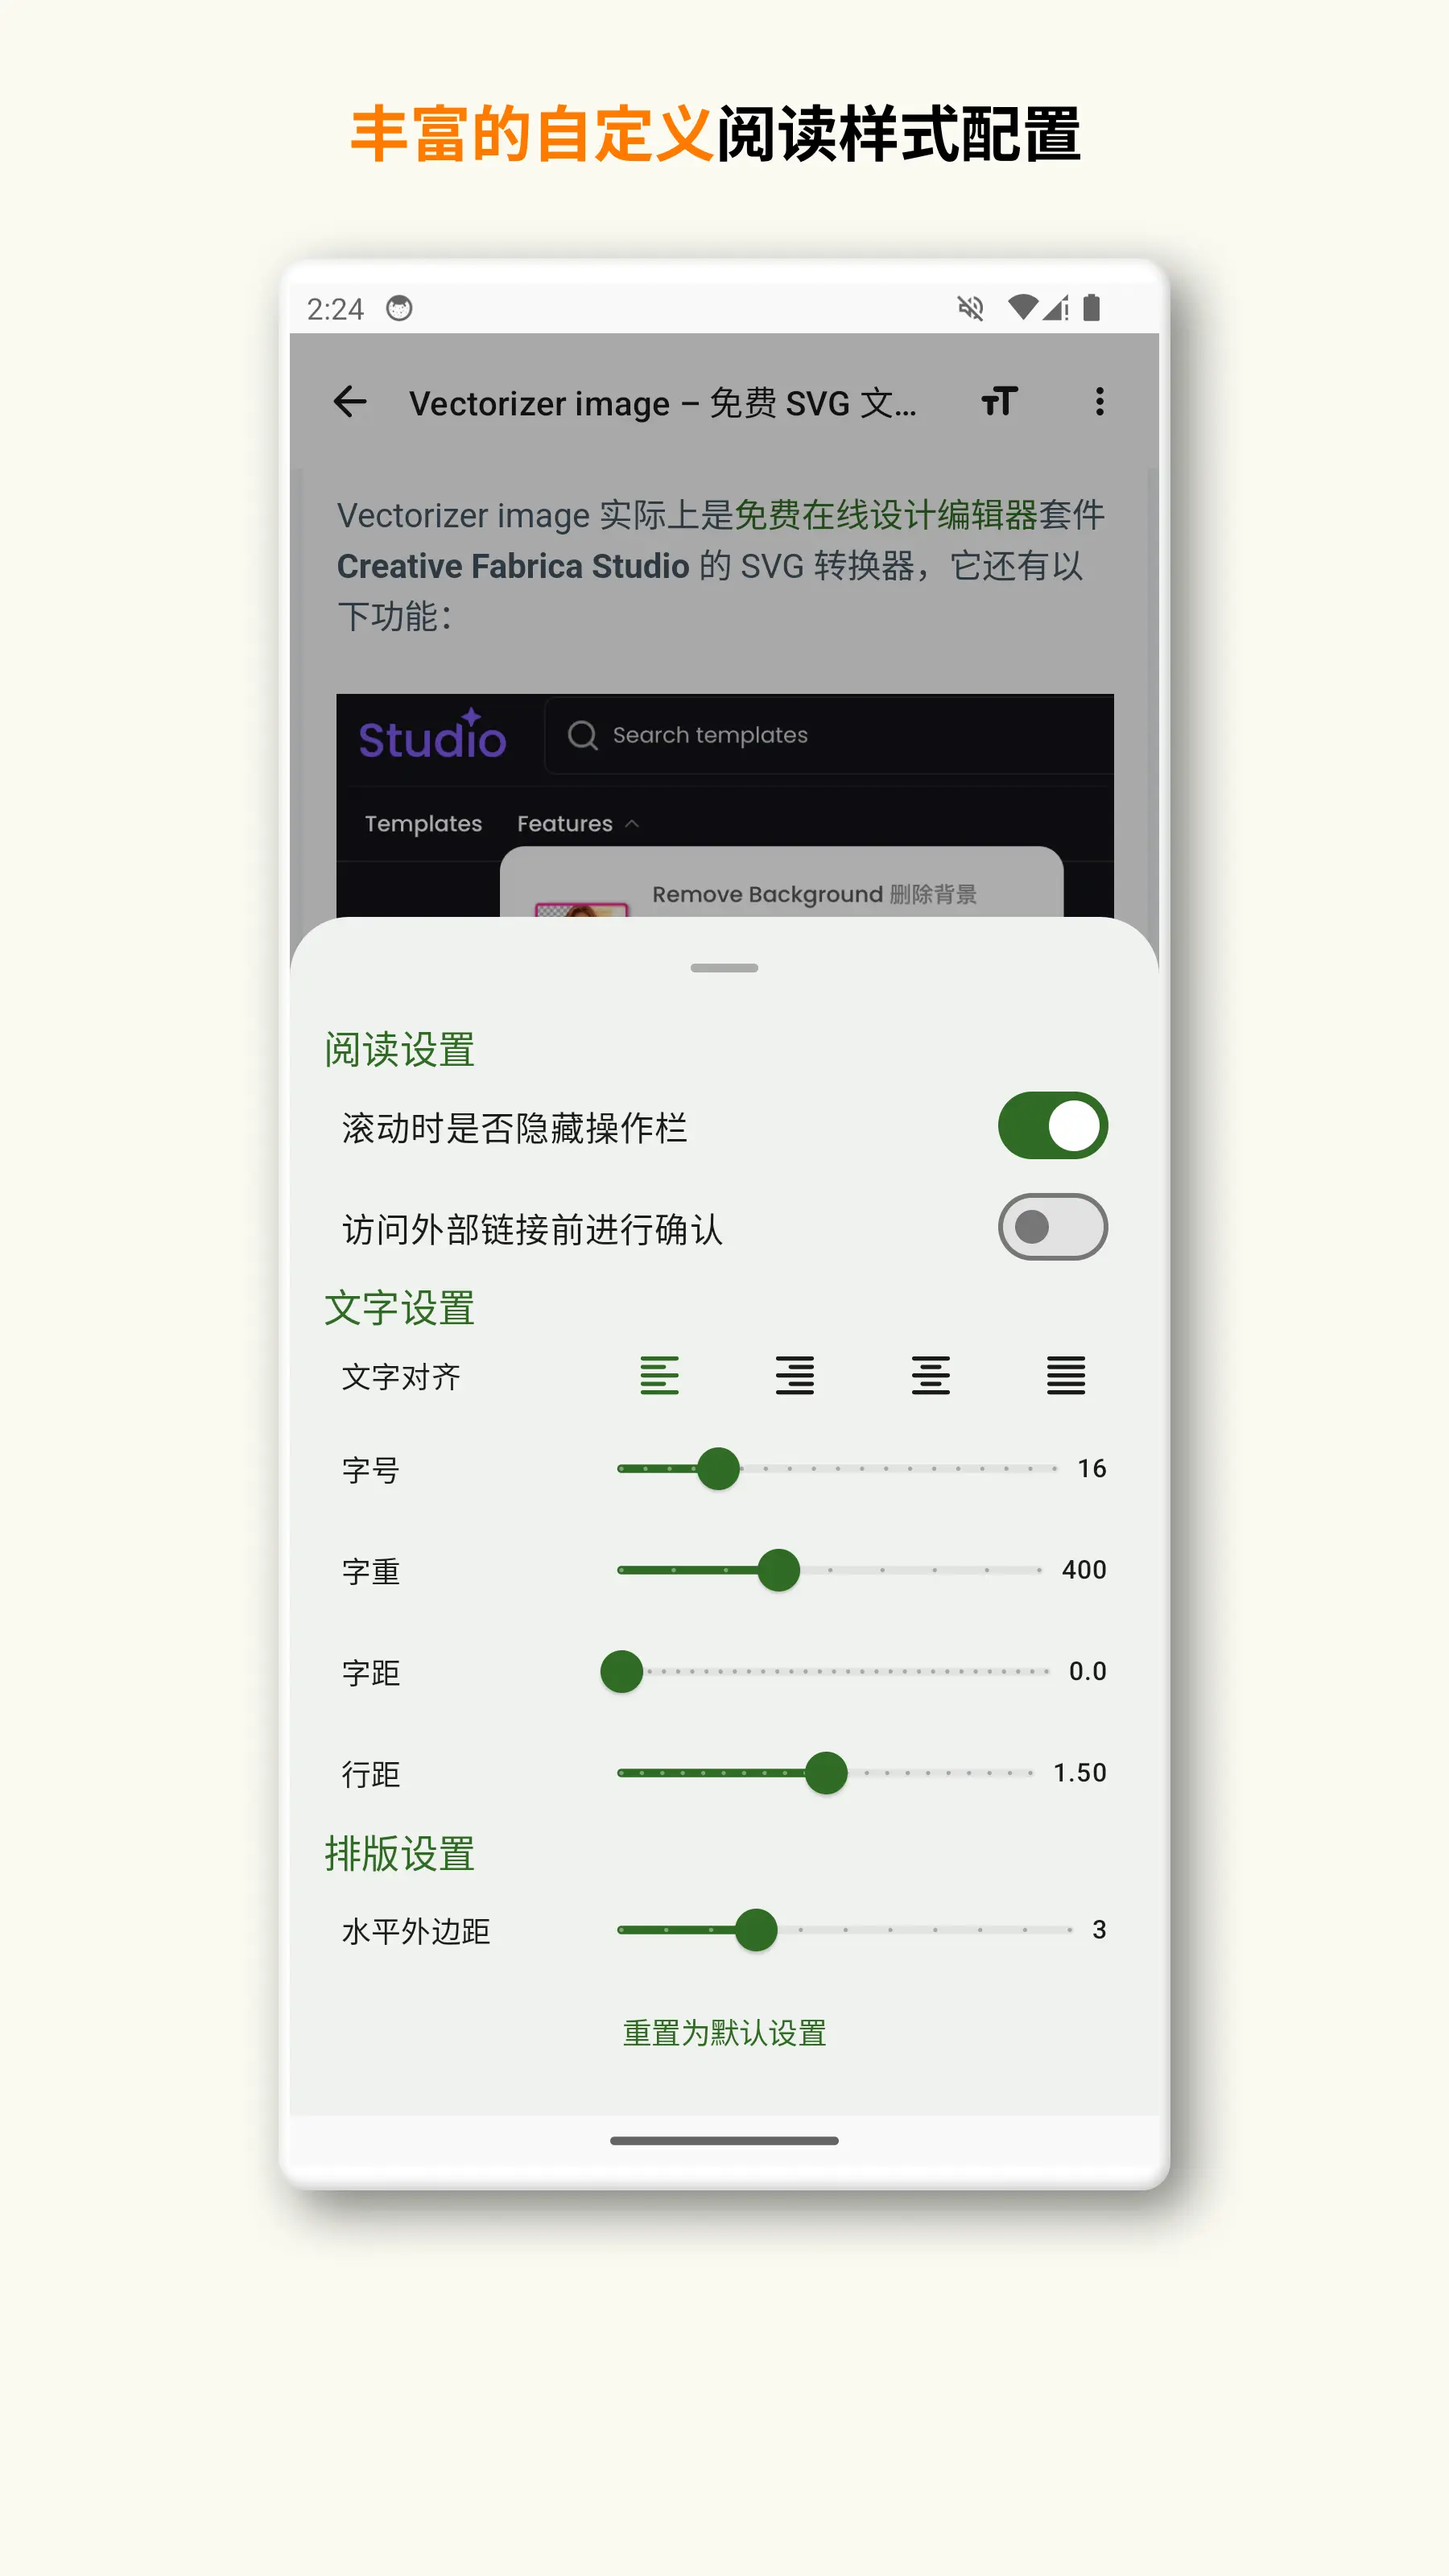 丰富的自定义阅读样式配置
2:24
Vectorizer image – 免费 SVG 文...
Vectorizer image 实际上是免费在线设计编辑器套件
Creative Fabrica Studio 的 SVG 转换器，它还有以
下功能：
Studio
Search templates
Templates Features
Remove Background 删除背景
阅读设置
滚动时是否隐藏操作栏
访问外部链接前进行确认
文字设置
文字对齐
字号 16
字重 400
字距 0.0
行距 1.50
排版设置
水平外边距 3
重置为默认设置